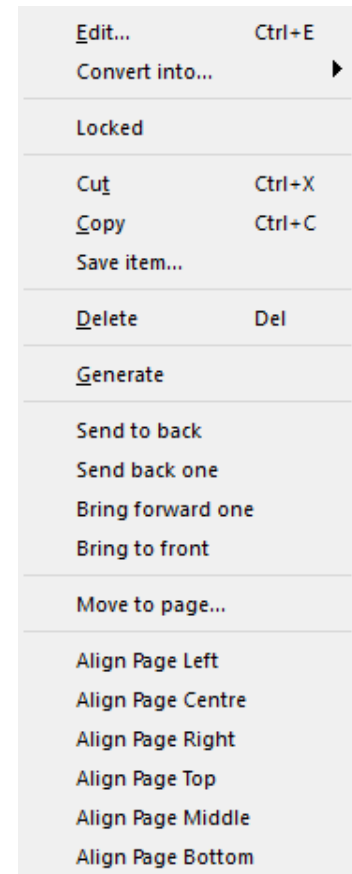 Edit... Ctrl+E
Convert into...
Locked
Cut Ctrl+X
Copy Ctrl+C
Save item...
Delete Del
Generate
Send to back
Send back one
Bring forward one
Bring to front
Move to page...
Align Page Left
Align Page Centre
Align Page Right
Align Page Top
Align Page Middle
Align Page Bottom